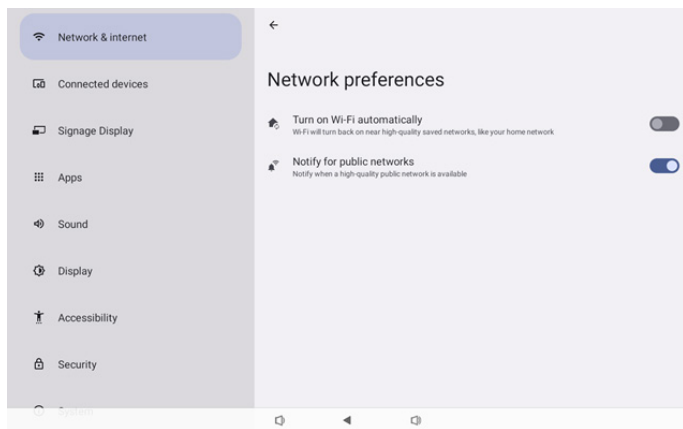 Network & internet
Connected devices
Signage Display
Apps
Sound
Display
Accessibility
Security
System
Network preferences
Turn on Wi-Fi automatically
Wi-Fi will turn back on near high-quality saved networks, like your home network
Notify for public networks
Notify when a high-quality public network is available